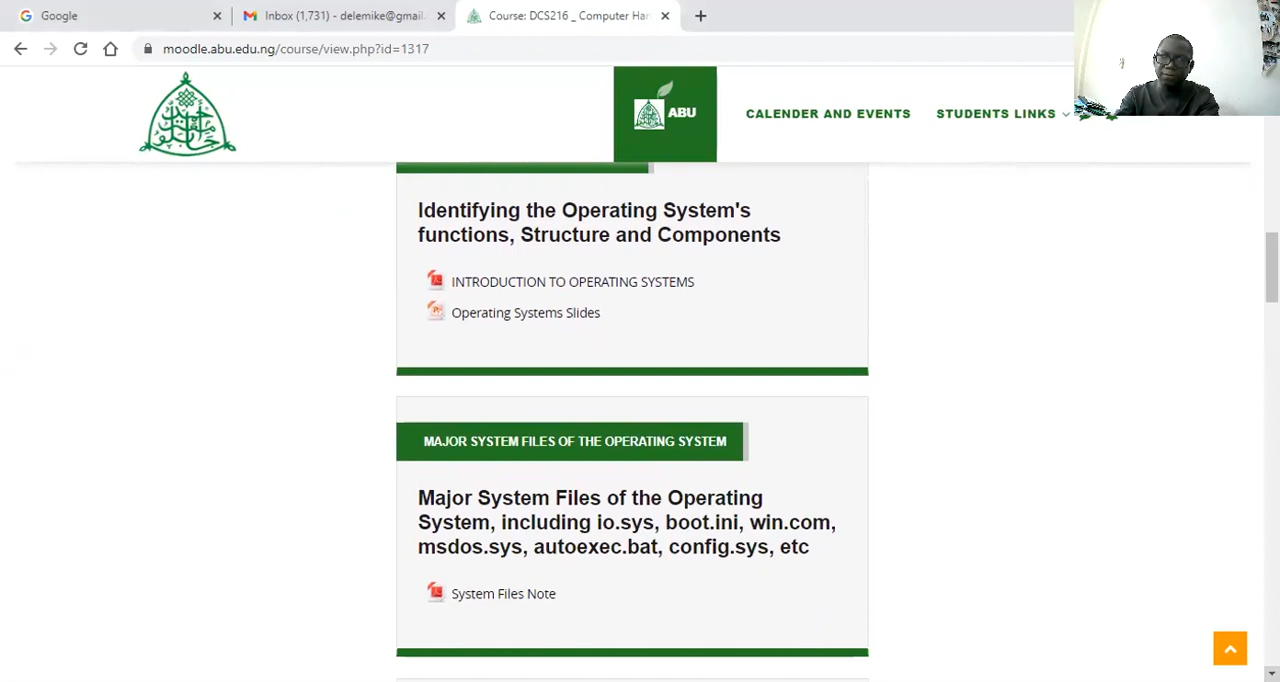 Google
Inbox (1,731) - delemike@gmail.
Course: DCS216 _ Computer Har
moodle.abu.edu.ng/course/view.php?id=1317
ABU
CALENDER AND EVENTS
STUDENTS LINKS
Identifying the Operating System's
functions, Structure and Components
INTRODUCTION TO OPERATING SYSTEMS
Operating Systems Slides
MAJOR SYSTEM FILES OF THE OPERATING SYSTEM
Major System Files of the Operating
System, including io.sys, boot.ini, win.com,
msdos.sys, autoexec.bat, config.sys, etc
System Files Note